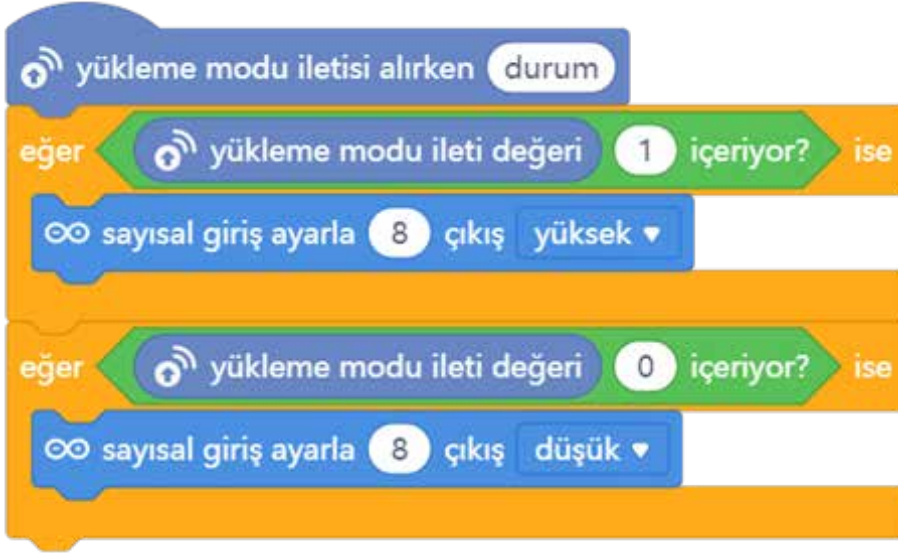 yükleme modu iletisi alırken durum
eğer yükleme modu ileti değeri 1 içeriyor? ise
sayısal giriş ayarla 8 çıkış yüksek
eğer yükleme modu ileti değeri 0 içeriyor? ise
sayısal giriş ayarla 8 çıkış düşük